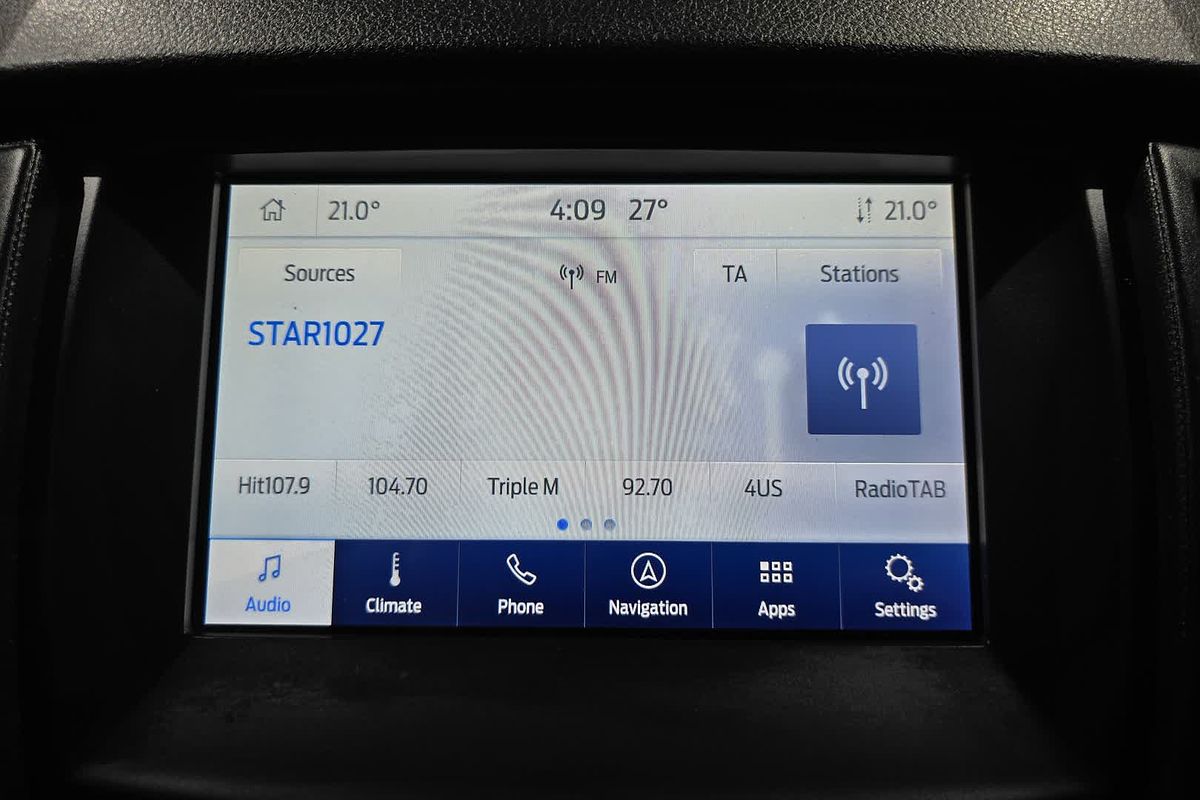 21.0° 4:09 27° 21.0°
Sources FM TA Stations
STAR1027
Hit107.9 104.70 Triple M 92.70 4US RadioTAB
Audio Climate Phone Navigation Apps Settings